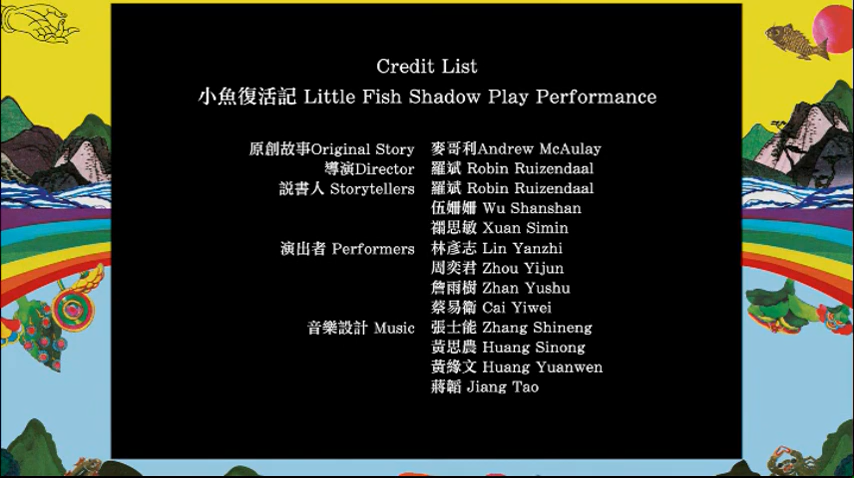 Credit List
小魚復活記 Little Fish Shadow Play Performance
原創故事Original Story 麥哥利Andrew McAulay
導演Director 羅斌 Robin Ruizendaal
説書人 Storytellers 羅斌 Robin Ruizendaal
伍姍姍 Wu Shanshan
禤思敏 Xuan Simin
演出者 Performers 林彥志 Lin Yanzhi
周奕君 Zhou Yijun
詹雨樹 Zhan Yushu
蔡易衛 Cai Yiwei
音樂設計 Music 張士能 Zhang Shineng
黃思農 Huang Sinong
黃緣文 Huang Yuanwen
蔣韜 Jiang Tao